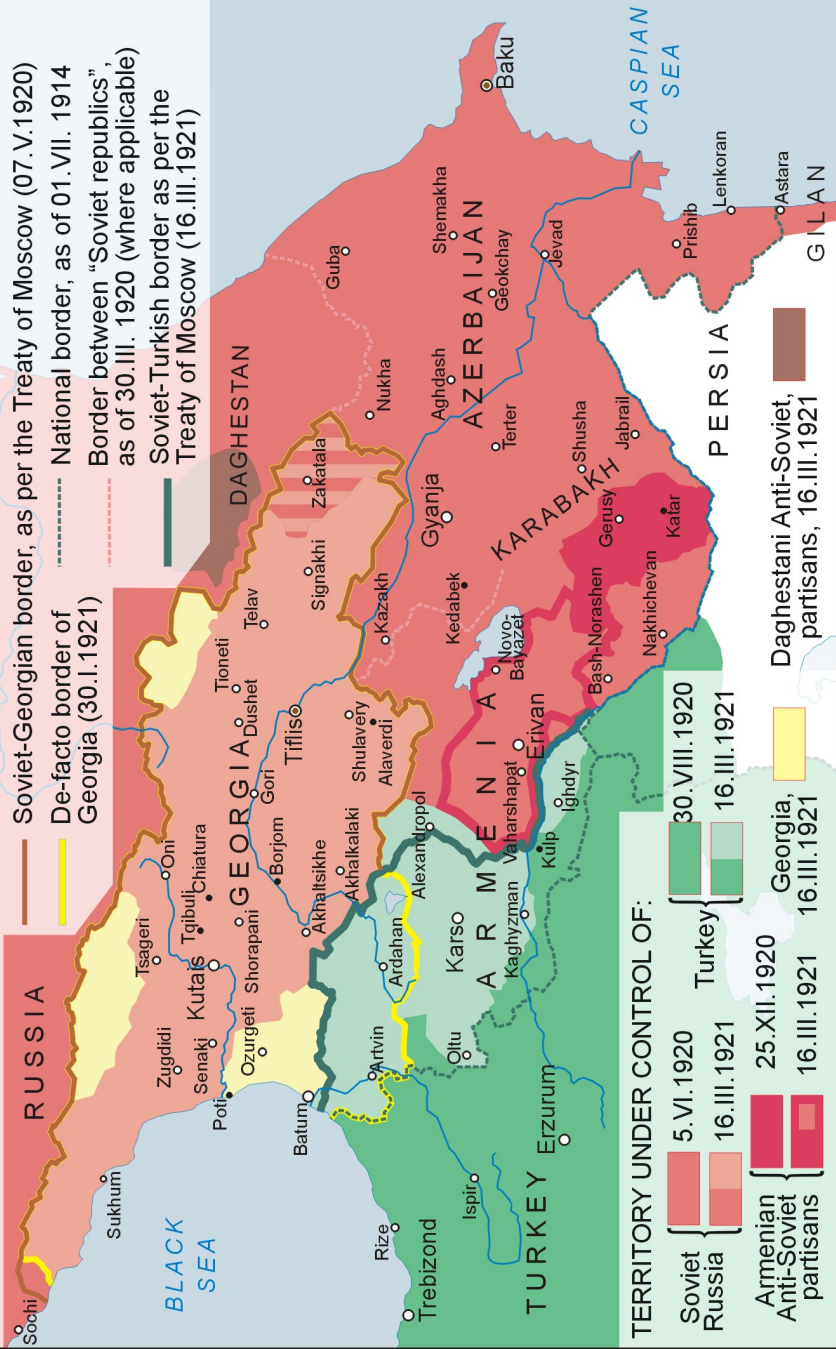 Soviet-Georgian border, as per the Treaty of Moscow (07.V.1920)
De-facto border of
Georgia (30.I.1921)
National border, as of 01.VII. 1914
Border between “Soviet republics”,
as of 30.III. 1920 (where applicable)
Soviet-Turkish border as per the
Treaty of Moscow (16.III.1921)
RUSSIA
Sochi
Sukhum
BLACK
SEA
Tsageri
Oni
Zugdidi
Tqibuli
Chiatura
Kutais
Senaki
Shorapani
Poti
Ozurgeti
GEORGIA
Gori
Borjom
Batum
Akhaltsikhe
Akhalkalaki
Tioneti
Dushet
Telav
Tiflis
Signakhi
Shulavery
Alaverdi
DAGHESTAN
Zakatala
Nukha
Guba
Kazakh
Gyanja
Kedabek
Aghdash
Terter
Geokchay
Shemakha
Baku
AZERBAIJAN
CASPIAN
SEA
Jevad
KARABAKH
Shusha
Jabrail
Gerusy
Katar
Prishib
Lenkoran
Astara
GILAN
PERSIA
Novo-
Bayazet
Bash-Norashen
Nakhichevan
Erivan
Vaharshapat
Alexandropol
ARMENIA
Ighdyr
Kulp
Kaghyzman
Kars
Ardahan
Artvin
Oltu
Rize
Trebizond
Ispir
Erzurum
TURKEY
TERRITORY UNDER CONTROL OF:
Soviet
Russia
5.VI.1920
16.III.1921
Turkey
30.VIII.1920
16.III.1921
Armenian
Anti-Soviet
partisans
25.XII.1920
16.III.1921
Georgia,
16.III.1921
Daghestani Anti-Soviet,
partisans, 16.III.1921